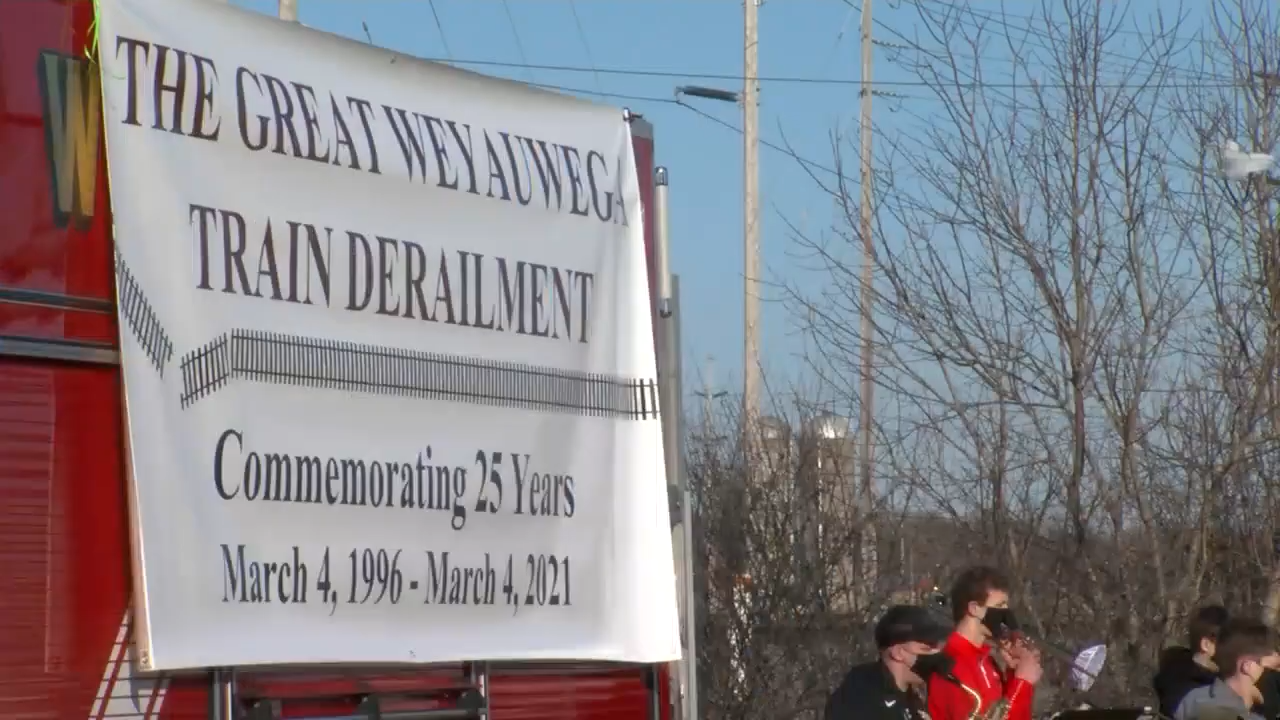 W
THE GREAT WEYAUWEGA
TRAIN DERAILMENT
Commemorating 25 Years
March 4, 1996 - March 4, 2021